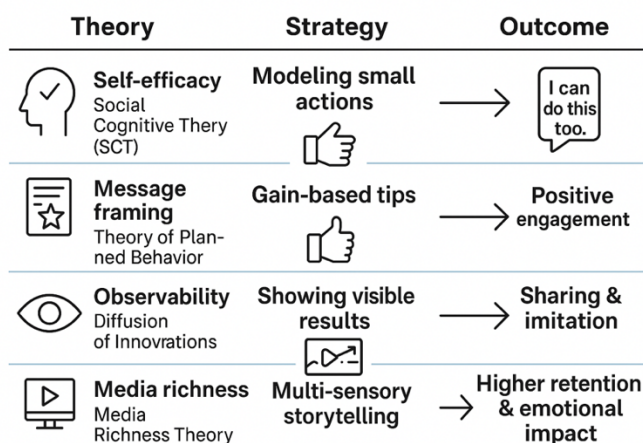 Theory Strategy Outcome
Self-efficacy
Social
Cognitive Thery
(SCT)
Modeling small
actions
I can
do this
too.
Message
framing
Theory of Plan-
ned Behavior
Gain-based tips
Positive
engagement
Observability
Diffusion
of Innovrations
Showing visible
results
Sharing &
imitation
Media richness
Media
Richness Theory
Multi-sensory
storytelling
Higher retention
& emotional
impact